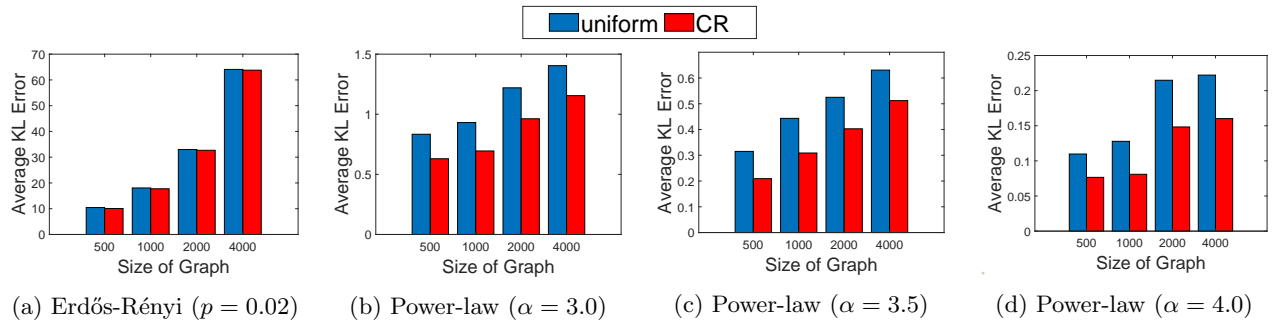 uniform CR
Average KL Error
70
60
50
40
30
20
10
0
500 1000 2000 4000
Size of Graph
(a) Erdős-Rényi (p = 0.02)
Average KL Error
1.5
1
0.5
0
500 1000 2000 4000
Size of Graph
(b) Power-law (α = 3.0)
Average KL Error
0.6
0.5
0.4
0.3
0.2
0.1
0
500 1000 2000 4000
Size of Graph
(c) Power-law (α = 3.5)
Average KL Error
0.25
0.2
0.15
0.1
0.05
0
500 1000 2000 4000
Size of Graph
(d) Power-law (α = 4.0)